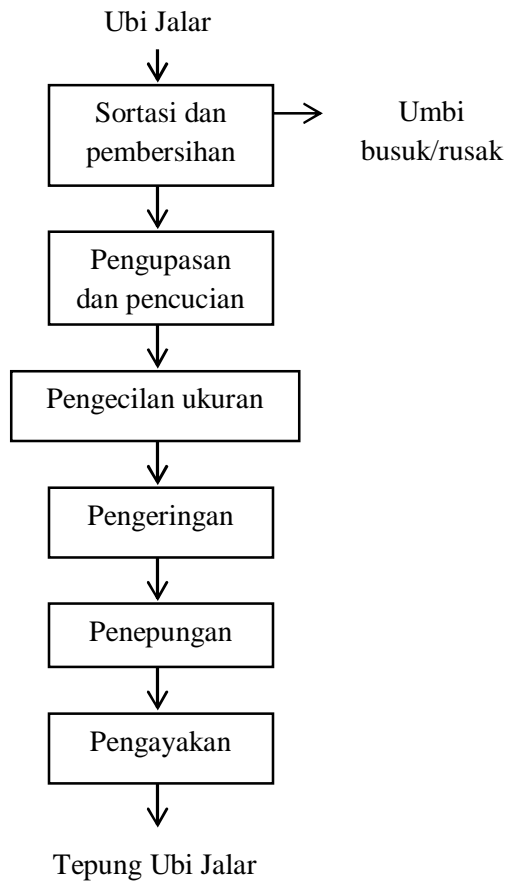 Ubi Jalar
Sortasi dan
pembersihan
Umbi
busuk/rusak
Pengupasan
dan pencucian
Pengecilan ukuran
Pengeringan
Penepungan
Pengayakan
Tepung Ubi Jalar